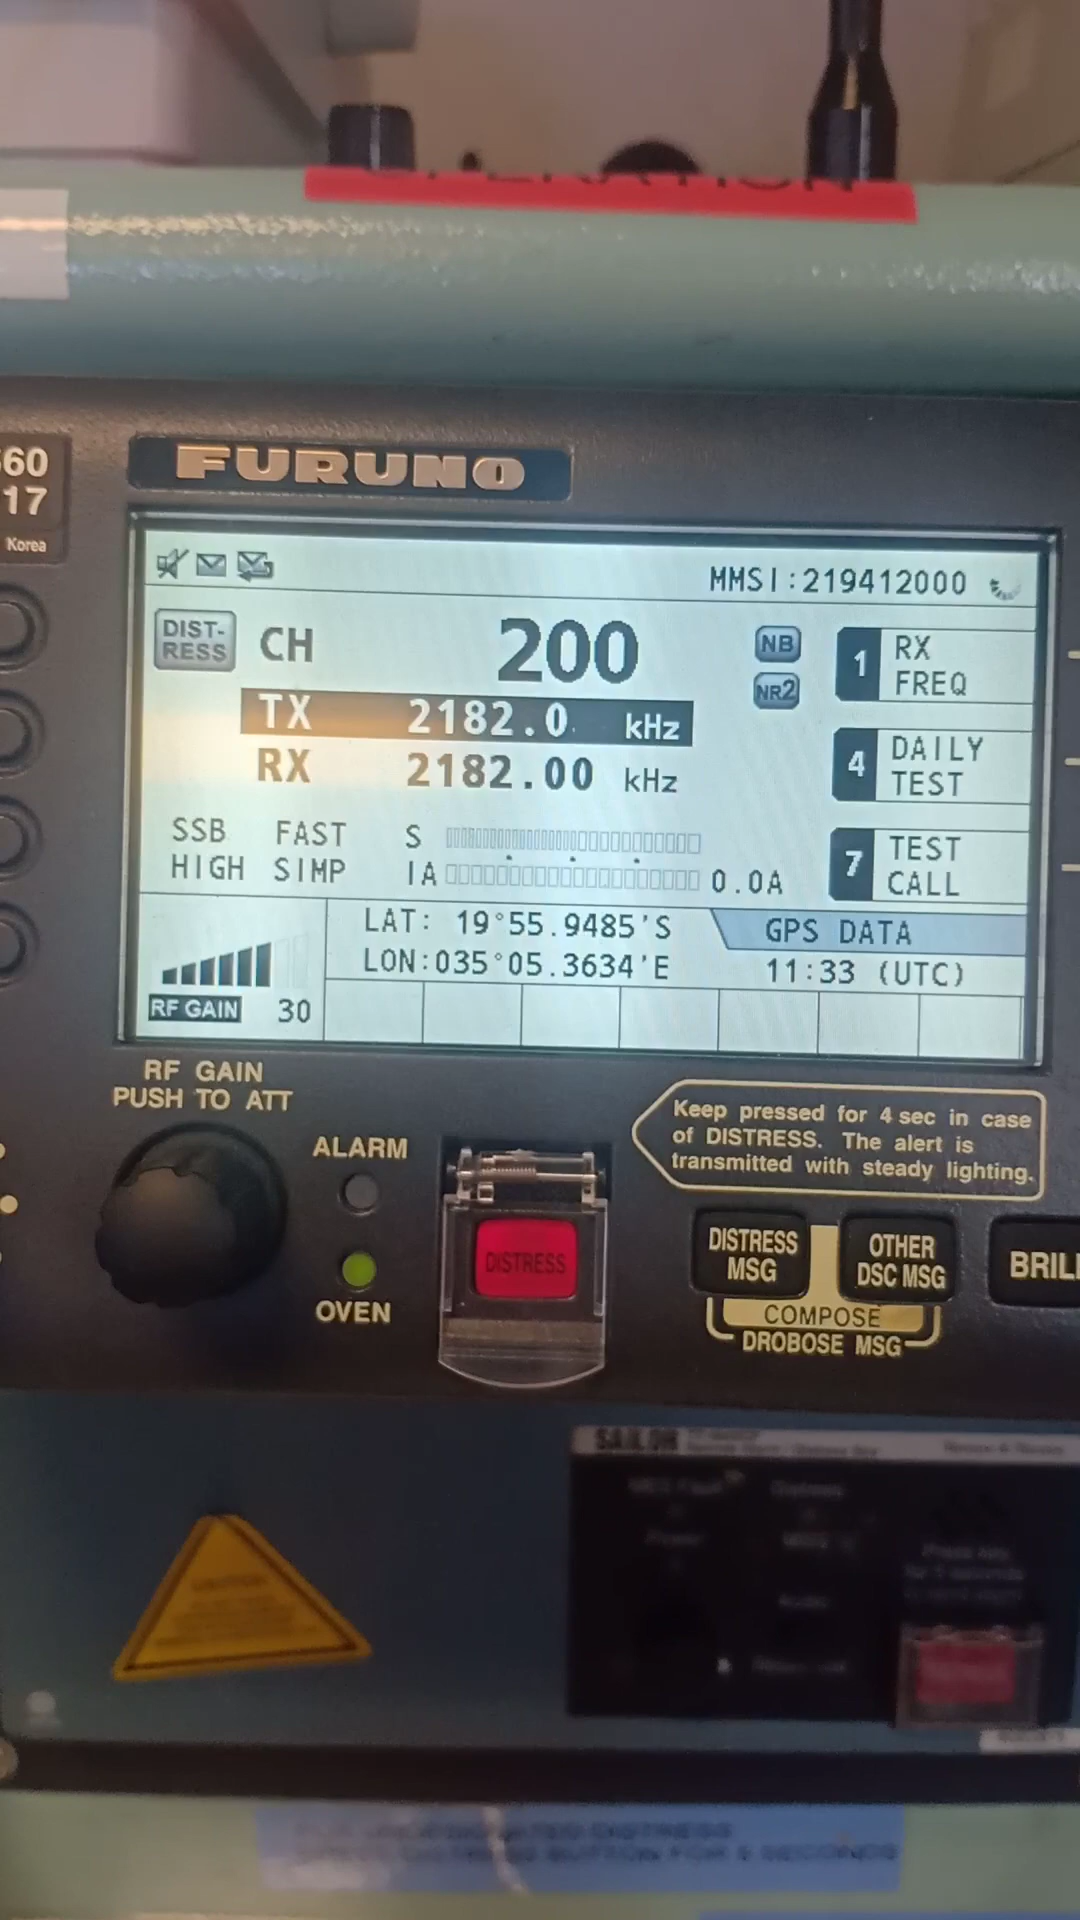 OPERATION
60
17
Korea
FURUNO
MMSI:219412000
DIST-
RESS
CH
200
NB
NR2
1 RX
FREQ
TX 2182.0 kHz
RX 2182.00 kHz
4 DAILY
TEST
SSB FAST S
HIGH SIMP IA 0.0A
7 TEST
CALL
LAT: 19°55.9485'S
LON:035°05.3634'E
GPS DATA
11:33 (UTC)
RF GAIN 30
RF GAIN
PUSH TO ATT
ALARM
OVEN
DISTRESS
Keep pressed for 4 sec in case
of DISTRESS. The alert is
transmitted with steady lighting.
DISTRESS
MSG
OTHER
DSC MSG
BRILL
COMPOSE
DROBOSE MSG
SAILOR